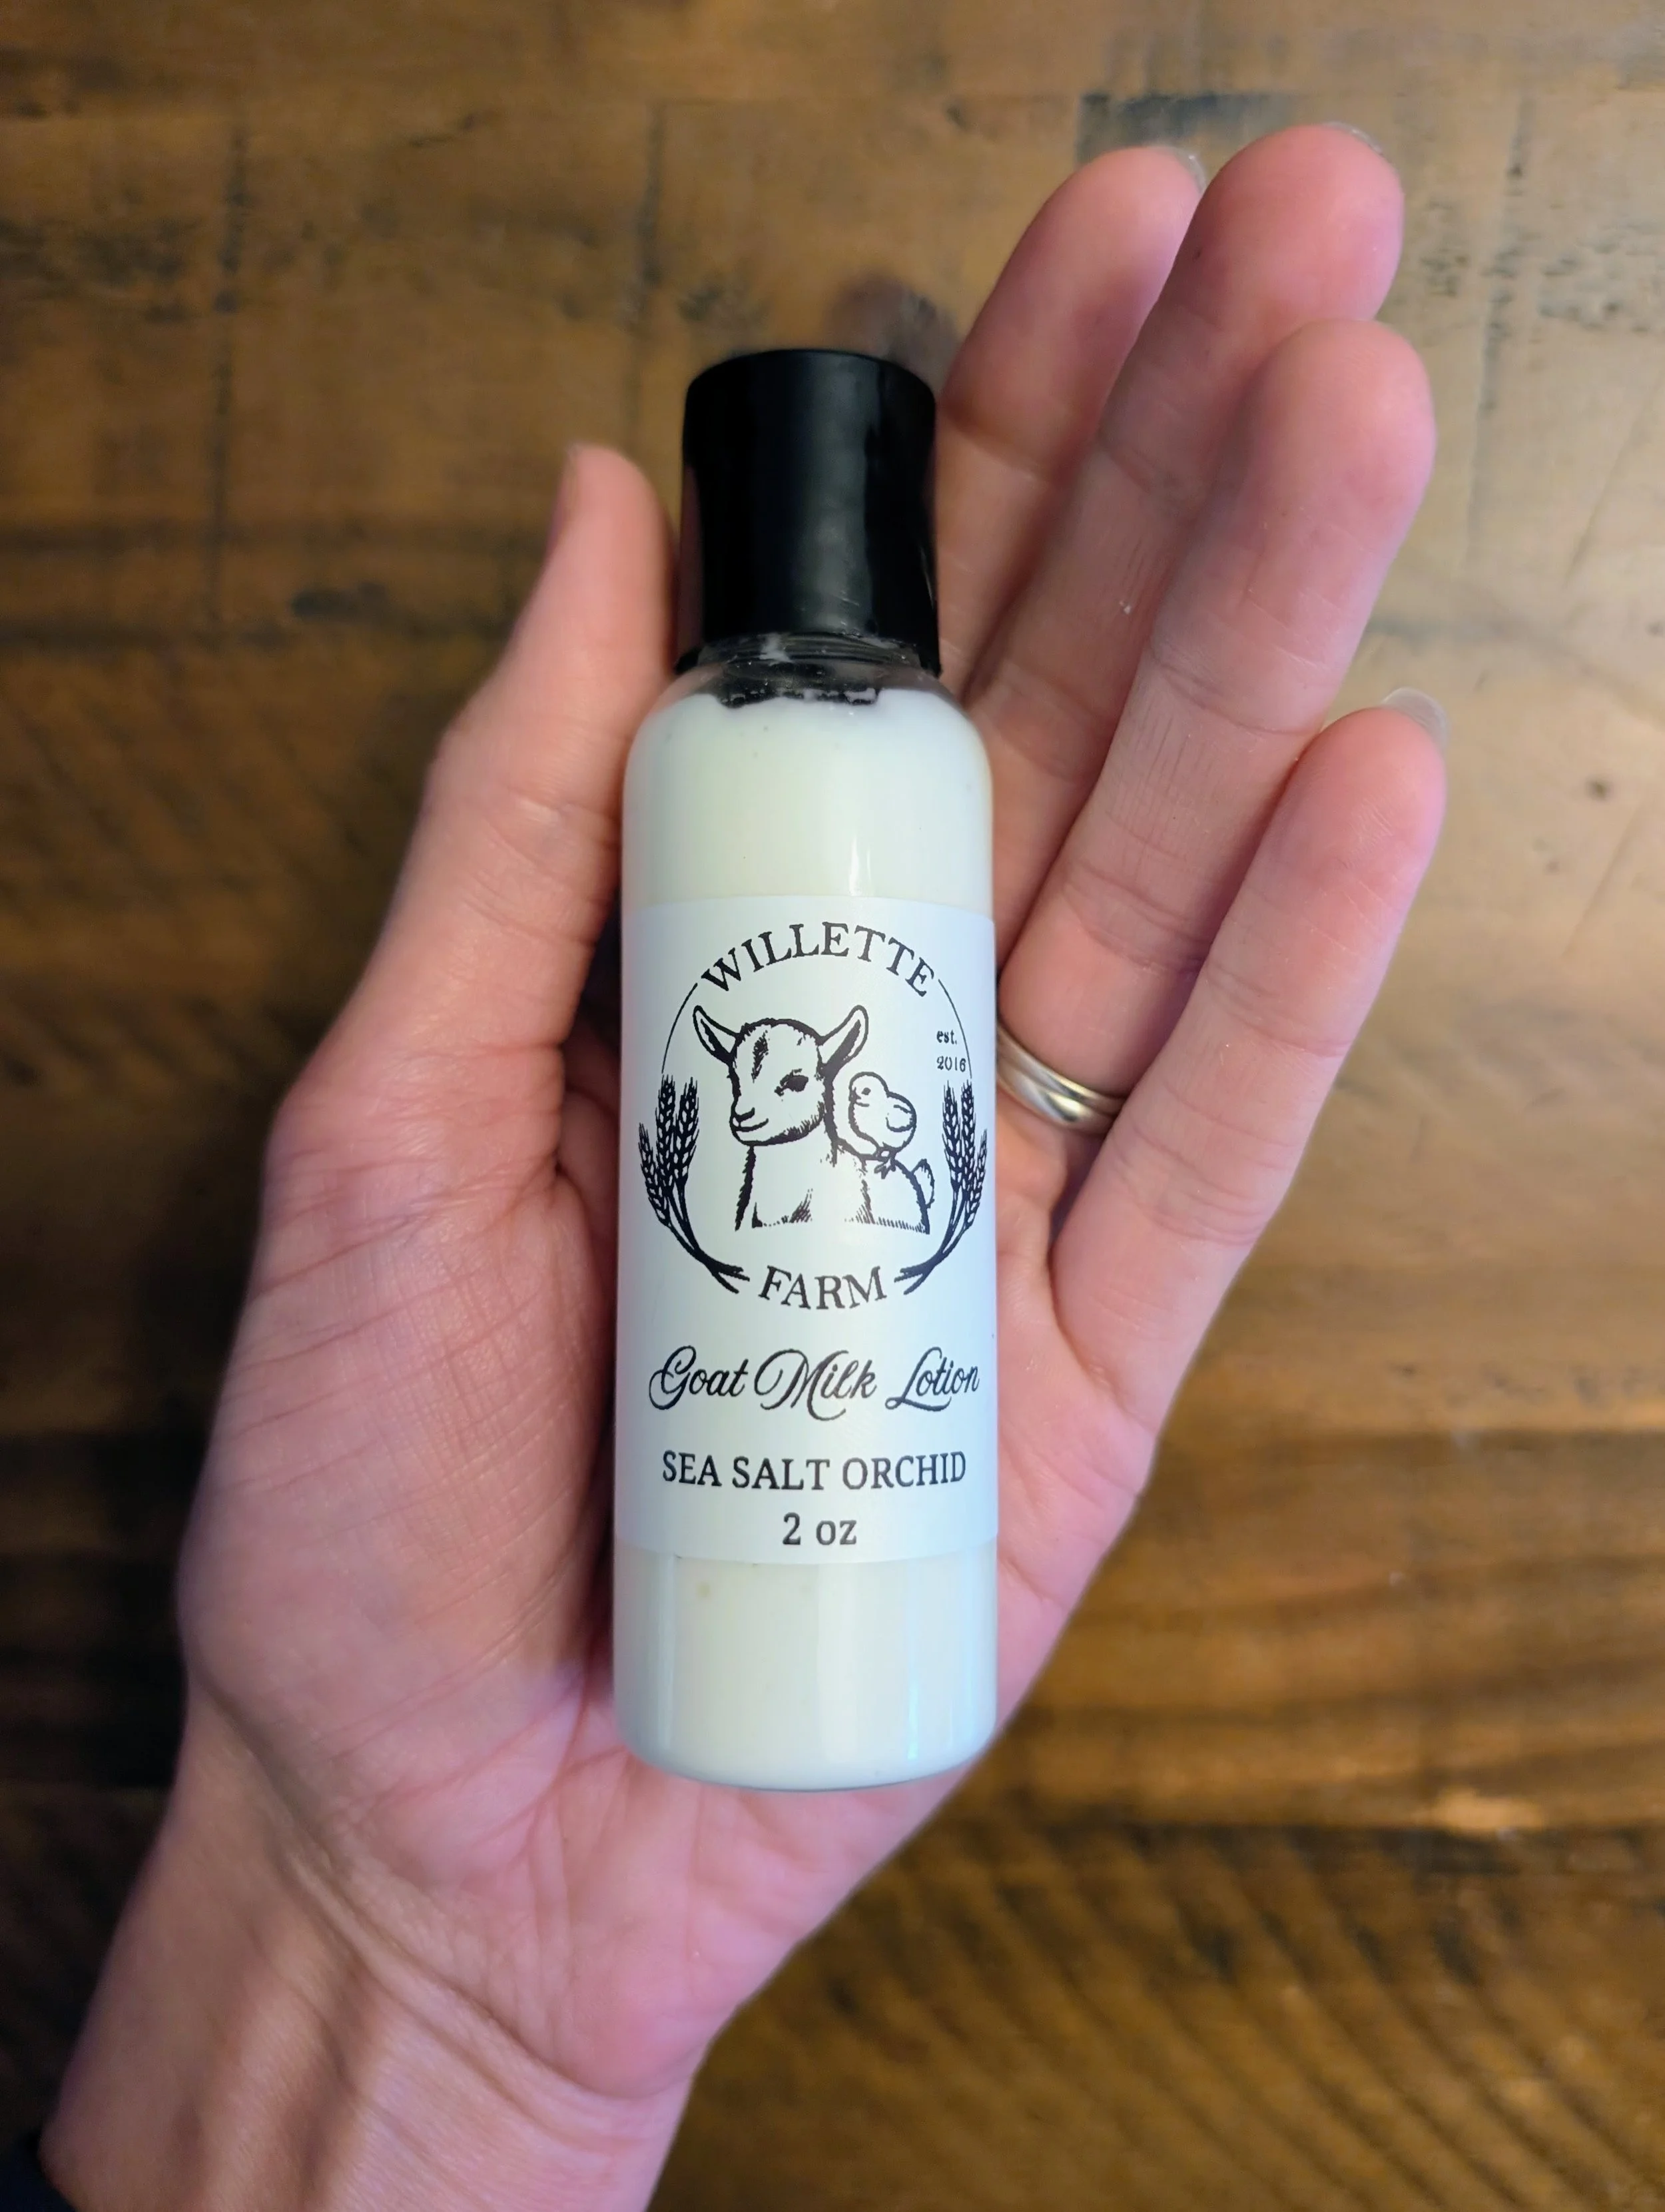 WILLETTE
est.
2016
FARM
Goat Milk Lotion
SEA SALT ORCHID
2 oz